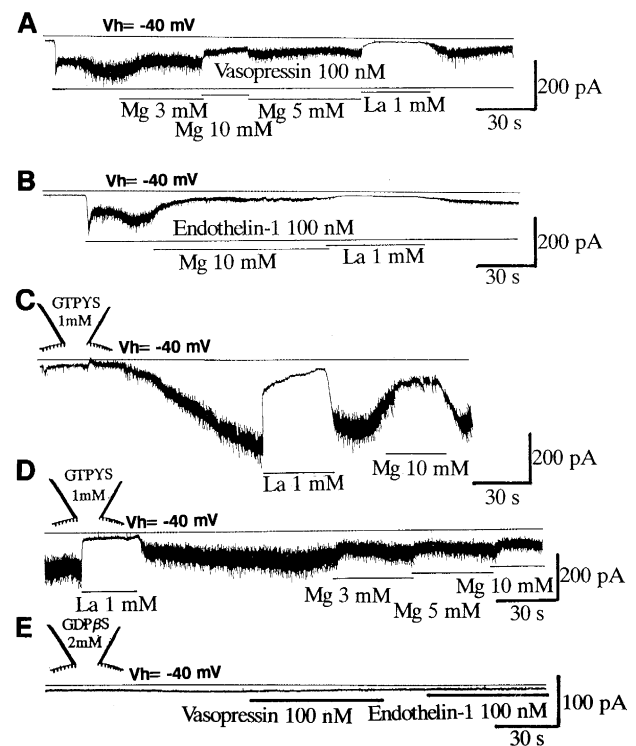 A
Vh= -40 mV
Vasopressin 100 nM
200 pA
Mg 3 mM Mg 5 mM La 1 mM
Mg 10 mM
30 s
B
Vh= -40 mV
Endothelin-1 100 nM
200 pA
Mg 10 mM La 1 mM
30 s
C
GTPYS
1mM
Vh= -40 mV
200 pA
La 1 mM Mg 10 mM
30 s
D
GTPYS
1mM
Vh= -40 mV
200 pA
La 1 mM Mg 3 mM Mg 10 mM
Mg 5 mM
30 s
E
GDPβS
2mM
Vh= -40 mV
100 pA
Vasopressin 100 nM Endothelin-1 100 nM
30 s